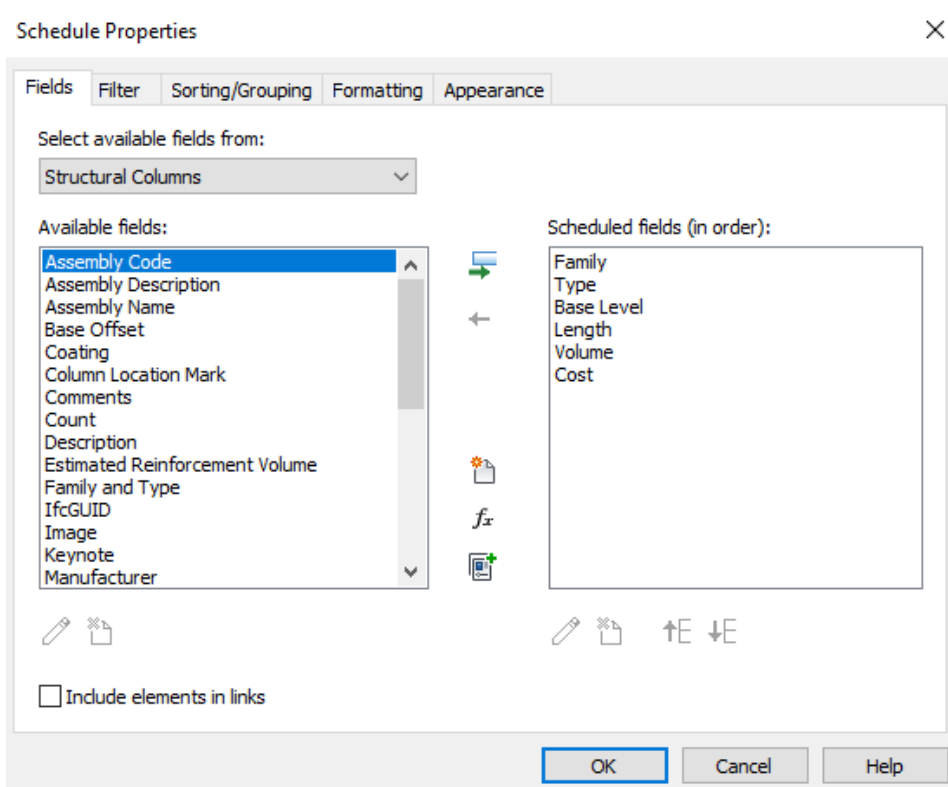 Schedule Properties
Fields Filter Sorting/Grouping Formatting Appearance
Select available fields from:
Structural Columns
Available fields:
Assembly Code
Assembly Description
Assembly Name
Base Offset
Coating
Column Location Mark
Comments
Count
Description
Estimated Reinforcement Volume
Family and Type
IfcGUID
Image
Keynote
Manufacturer
fx
Scheduled fields (in order):
Family
Type
Base Level
Length
Volume
Cost
Include elements in links
OK Cancel Help